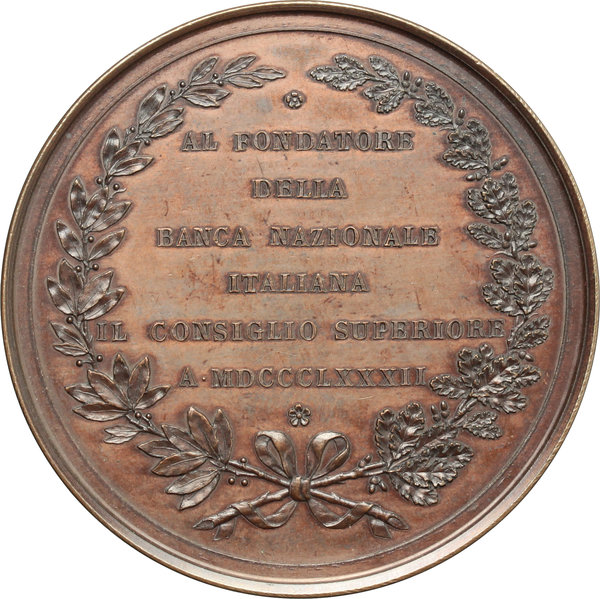 AL FONDATORE
DELLA
BANCA NAZIONALE
ITALIANA
IL CONSIGLIO SUPERIORE
A·MDCCCLXXXII